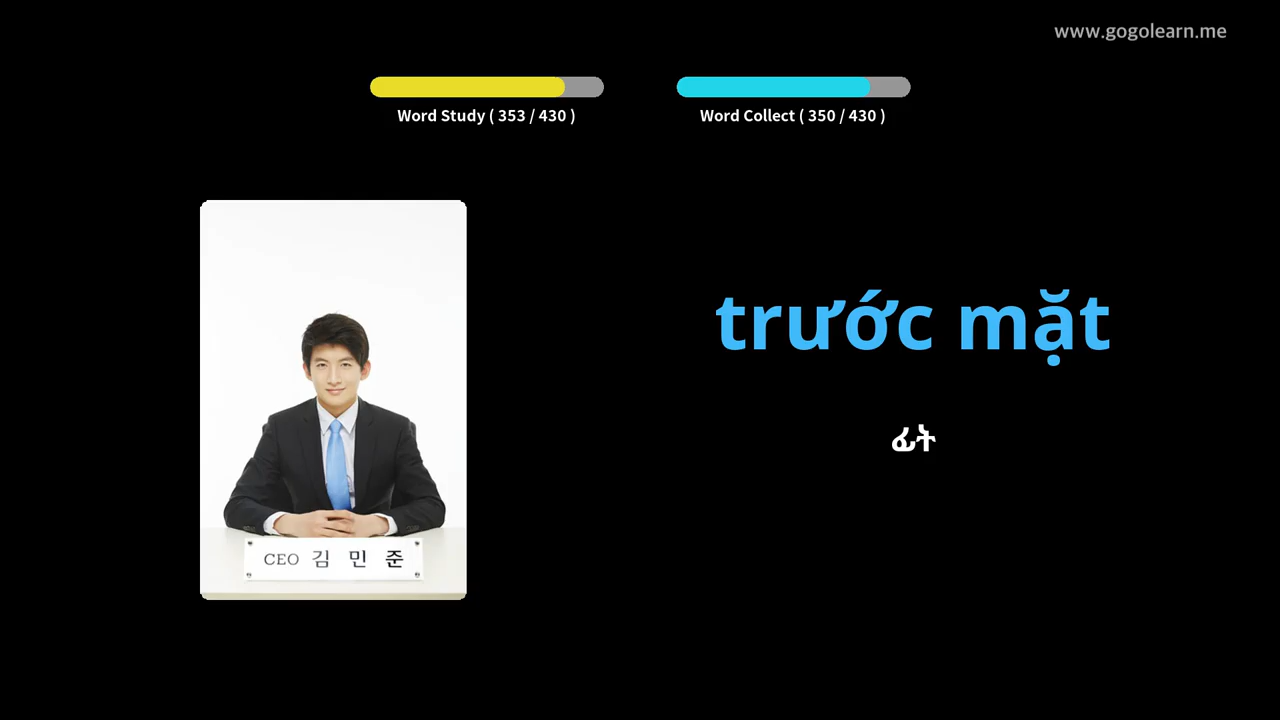 www.gogolearn.me
Word Study ( 353 / 430 )
Word Collect ( 350 / 430 )
trước mặt
ፊት
CEO 김 민 준